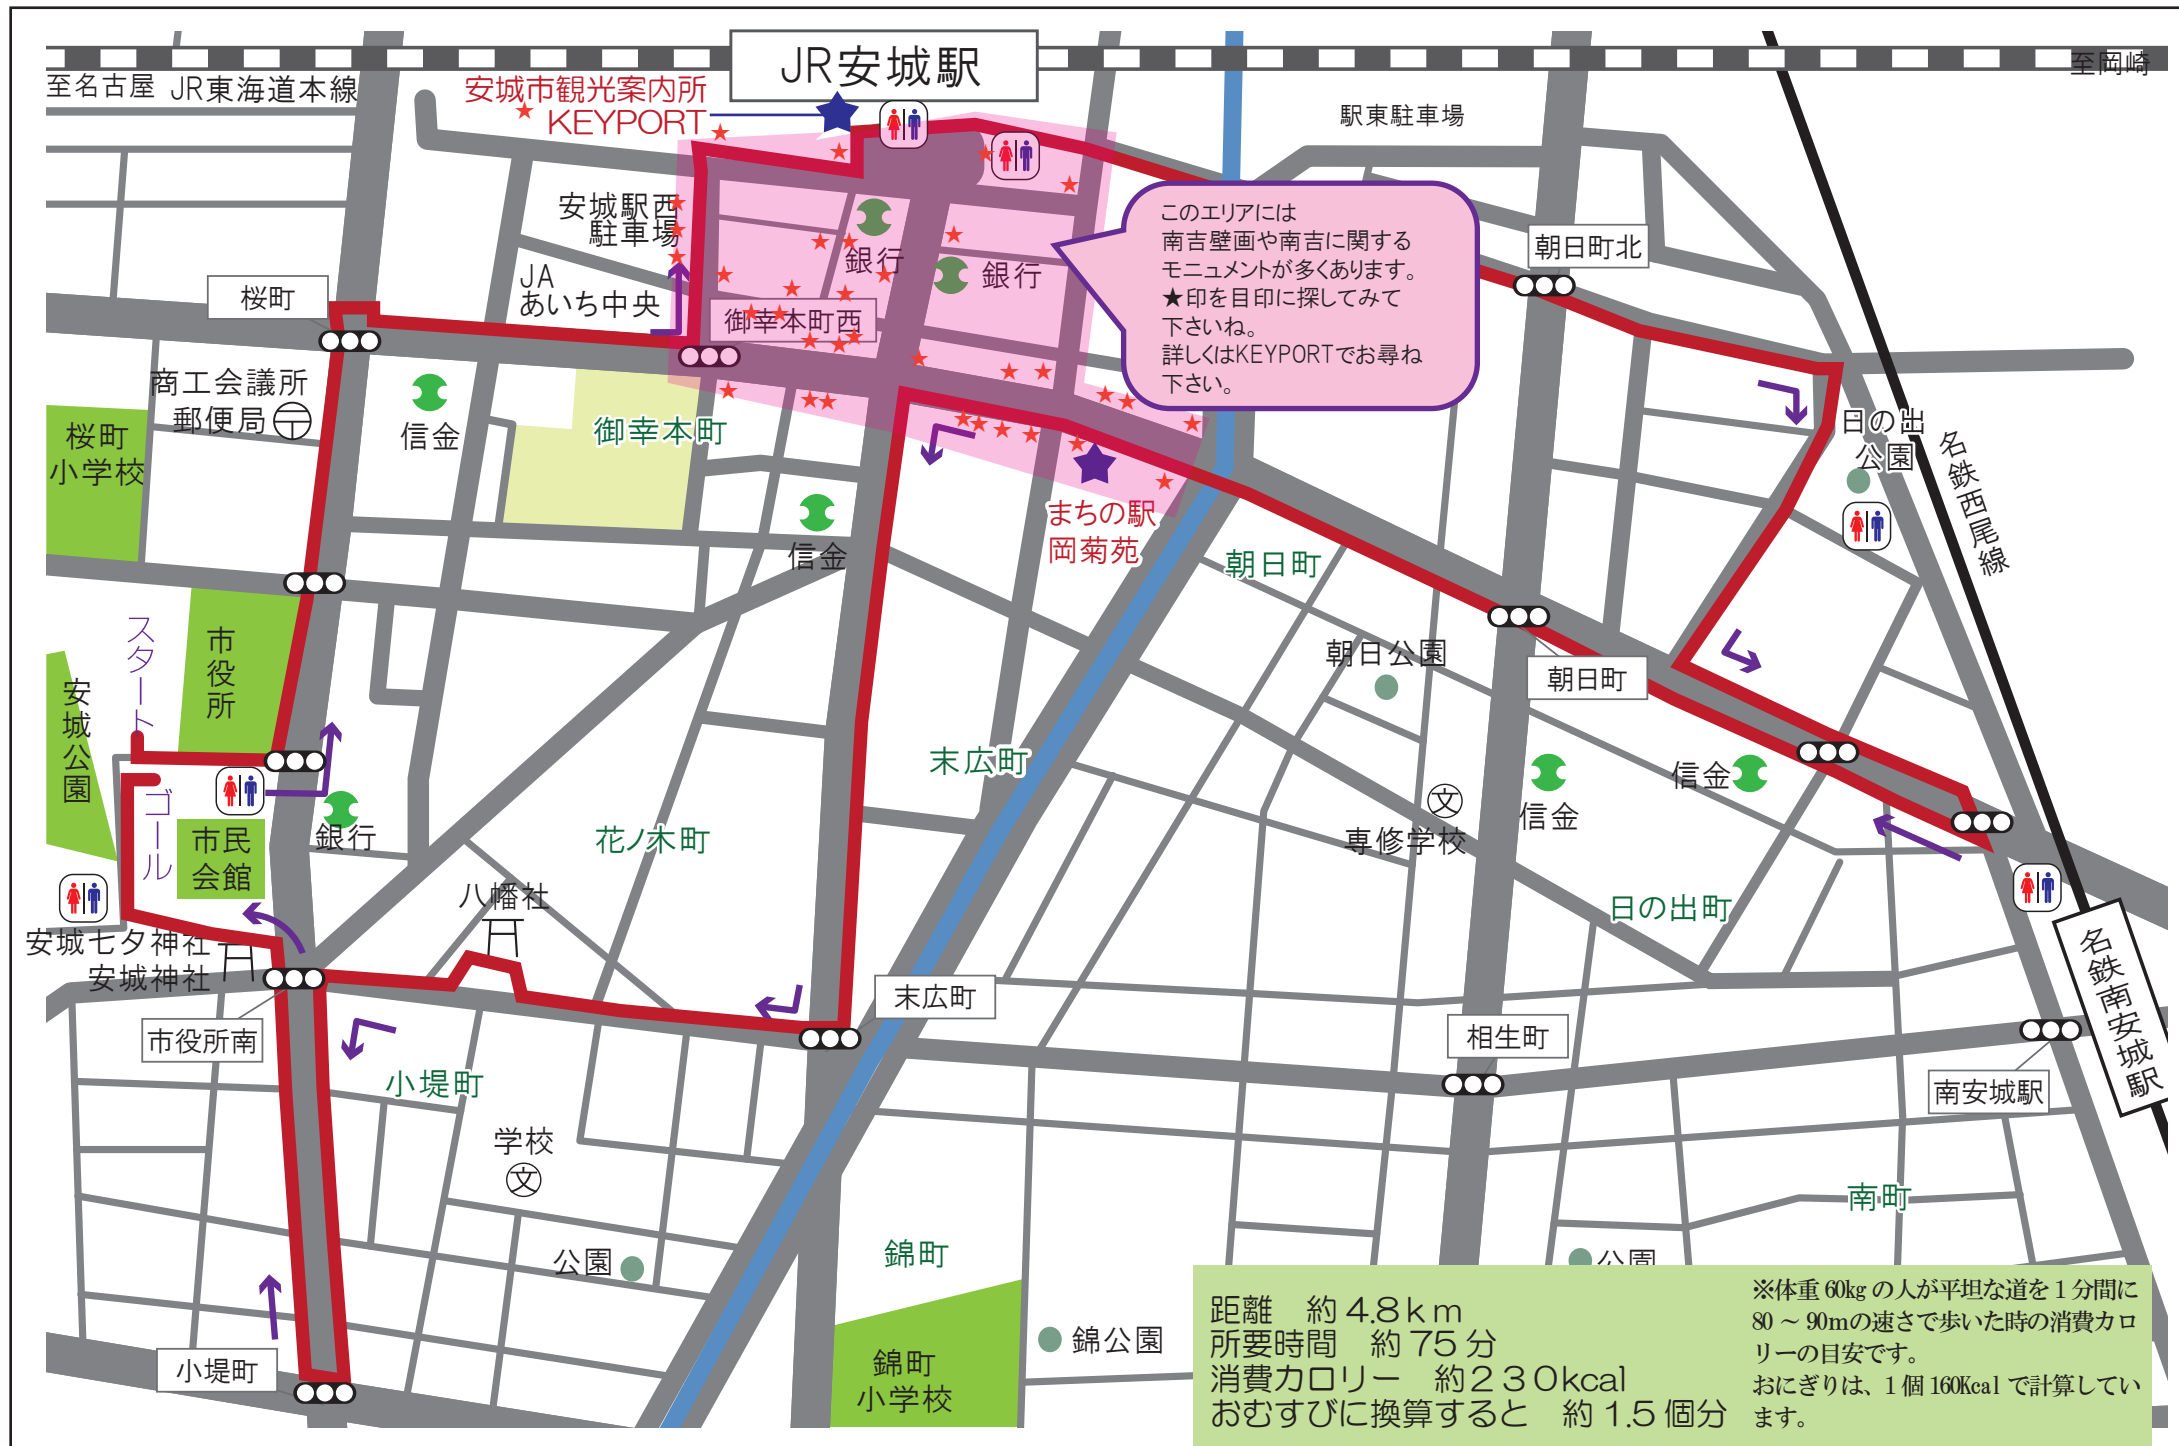 JR安城駅
至名古屋
JR東海道本線
安城市観光案内所
KEYPORT
至岡崎
駅東駐車場
安城駅西
駐車場
銀行
銀行
このエリアには
南吉壁画や南吉に関する
モニュメントが多くあります。
★印を目印に探してみて
下さいね。
詳しくはKEYPORTでお尋ね
下さい。
朝日町北
桜町
JA
あいち中央
御幸本町西
商工会議所
郵便局
信金
桜町
小学校
御幸本町
日の出
公園
名鉄西尾線
まちの駅
岡菊苑
信金
朝日町
スタート
市役所
朝日公園
朝日町
安城公園
末広町
信金
信金
ゴール
市民
会館
銀行
花ノ木町
文
専修学校
八幡社
日の出町
安城七夕神社
安城神社
名鉄南安城駅
末広町
市役所南
相生町
小堤町
南安城駅
学校
文
南町
公園
錦町
公園
小堤町
錦町
小学校
錦公園
距離 約4.8km
所要時間 約75分
消費カロリー 約230kcal
おむすびに換算すると 約1.5個分
※体重60kgの人が平坦な道を1分間に
80～90mの速さで歩いた時の消費カロ
リーの目安です。
おにぎりは、1個160Kcalで計算してい
ます。